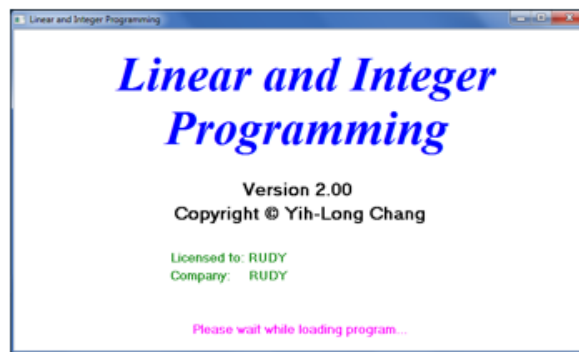 Linear and Integer Programming
Linear and Integer
Programming
Version 2.00
Copyright © Yih-Long Chang
Licensed to: RUDY
Company: RUDY
Please wait while loading program...